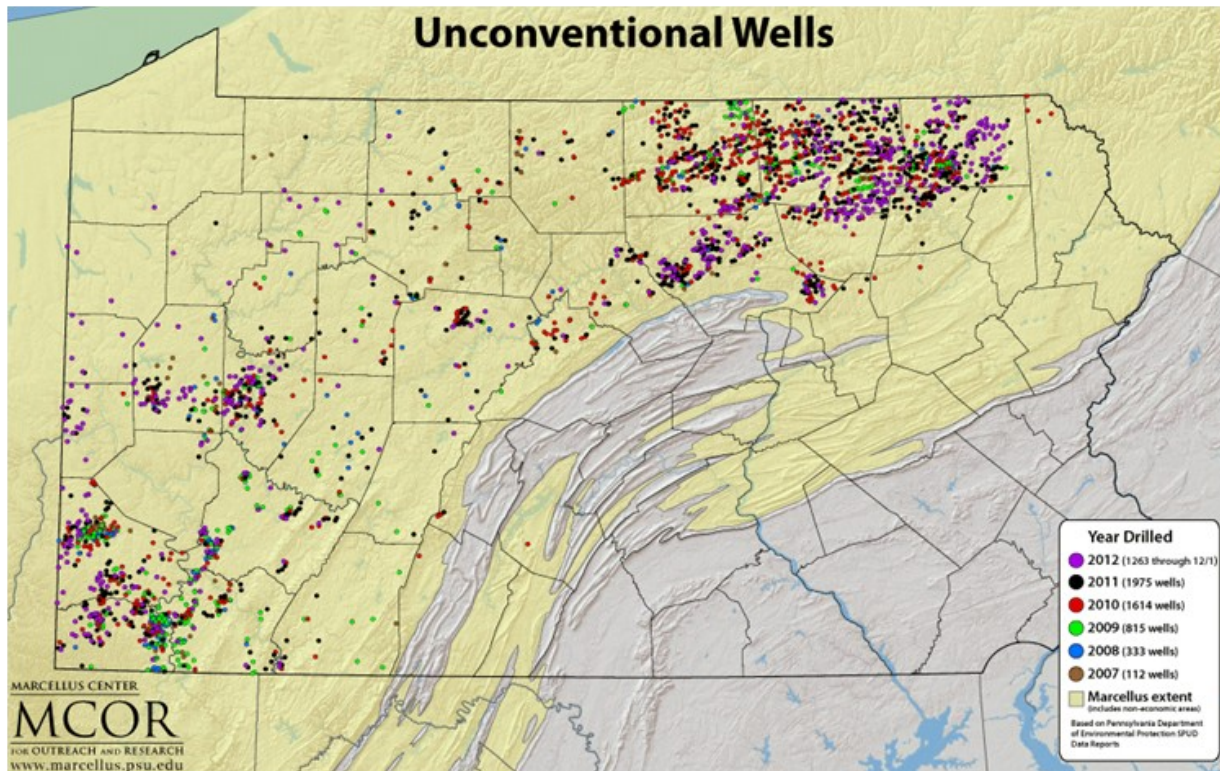 Unconventional Wells
Year Drilled
2012 (1263 through 12/1)
2011 (1975 wells)
2010 (1614 wells)
2009 (815 wells)
2008 (333 wells)
2007 (112 wells)
Marcellus extent
(includes non-economic areas)
Based on Pennsylvania Department
of Environmental Protection SPUD
Data Reports
MARCELLUS CENTER
MCOR
FOR OUTREACH AND RESEARCH
www.marcellus.psu.edu